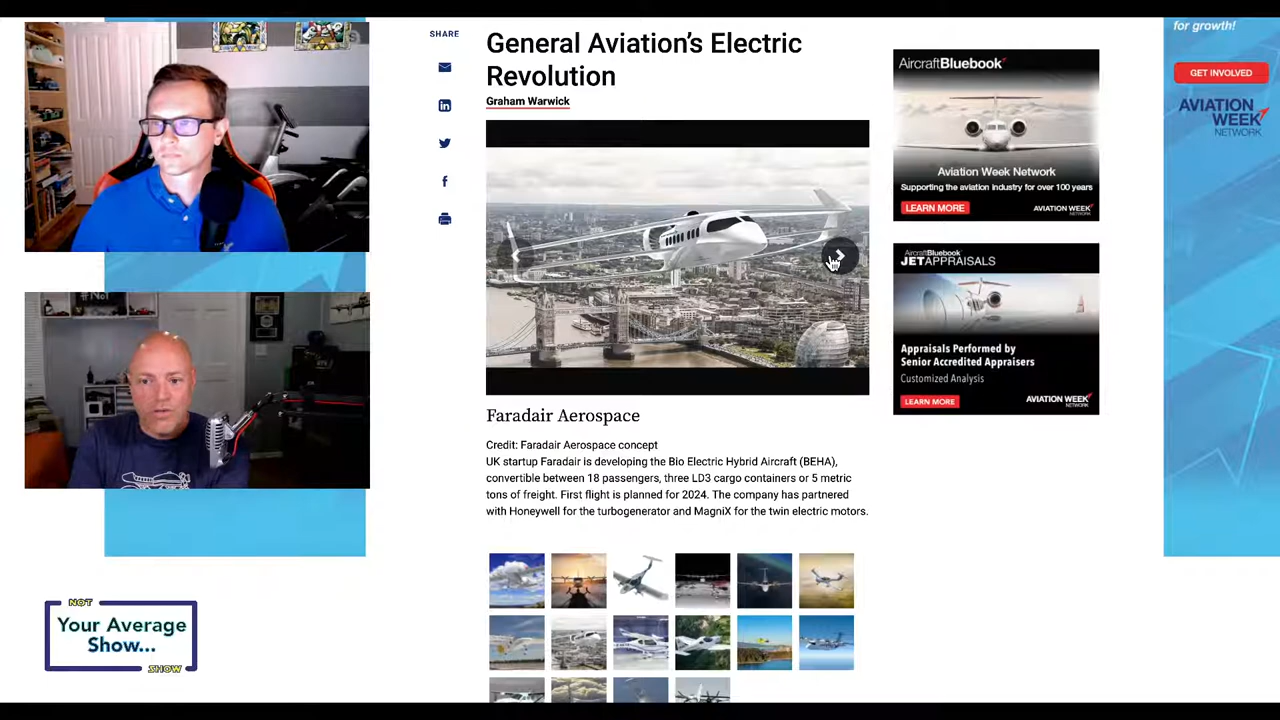 SHARE
General Aviation's Electric
Revolution
Graham Warwick
Faradair Aerospace
Credit: Faradair Aerospace concept
UK startup Faradair is developing the Bio Electric Hybrid Aircraft (BEHA),
convertible between 18 passengers, three LD3 cargo containers or 5 metric
tons of freight. First flight is planned for 2024. The company has partnered
with Honeywell for the turbogenerator and MagniX for the twin electric motors.
AircraftBluebook
Aviation Week Network
Supporting the aviation industry for over 100 years
LEARN MORE
AVIATION WEEK
NETWORK
AircraftBluebook
JETAPPRAISALS
Appraisals Performed by
Senior Accredited Appraisers
Customized Analysis
LEARN MORE
AVIATION WEEK
NETWORK
for growth!
GET INVOLVED
AVIATION
WEEK
NETWORK
NOT
Your Average
Show...
SHOW